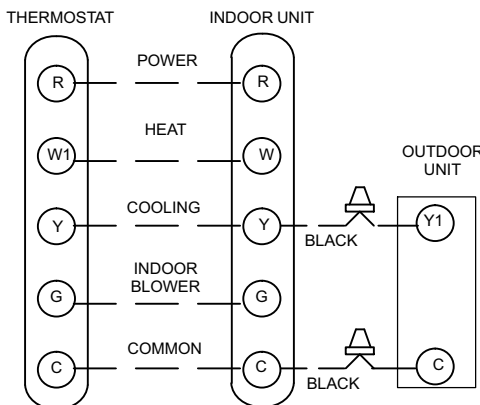 THERMOSTAT
INDOOR UNIT
POWER
R
R
HEAT
W1
W
OUTDOOR
UNIT
COOLING
Y
Y
Y1
BLACK
INDOOR
BLOWER
G
G
COMMON
C
C
C
BLACK